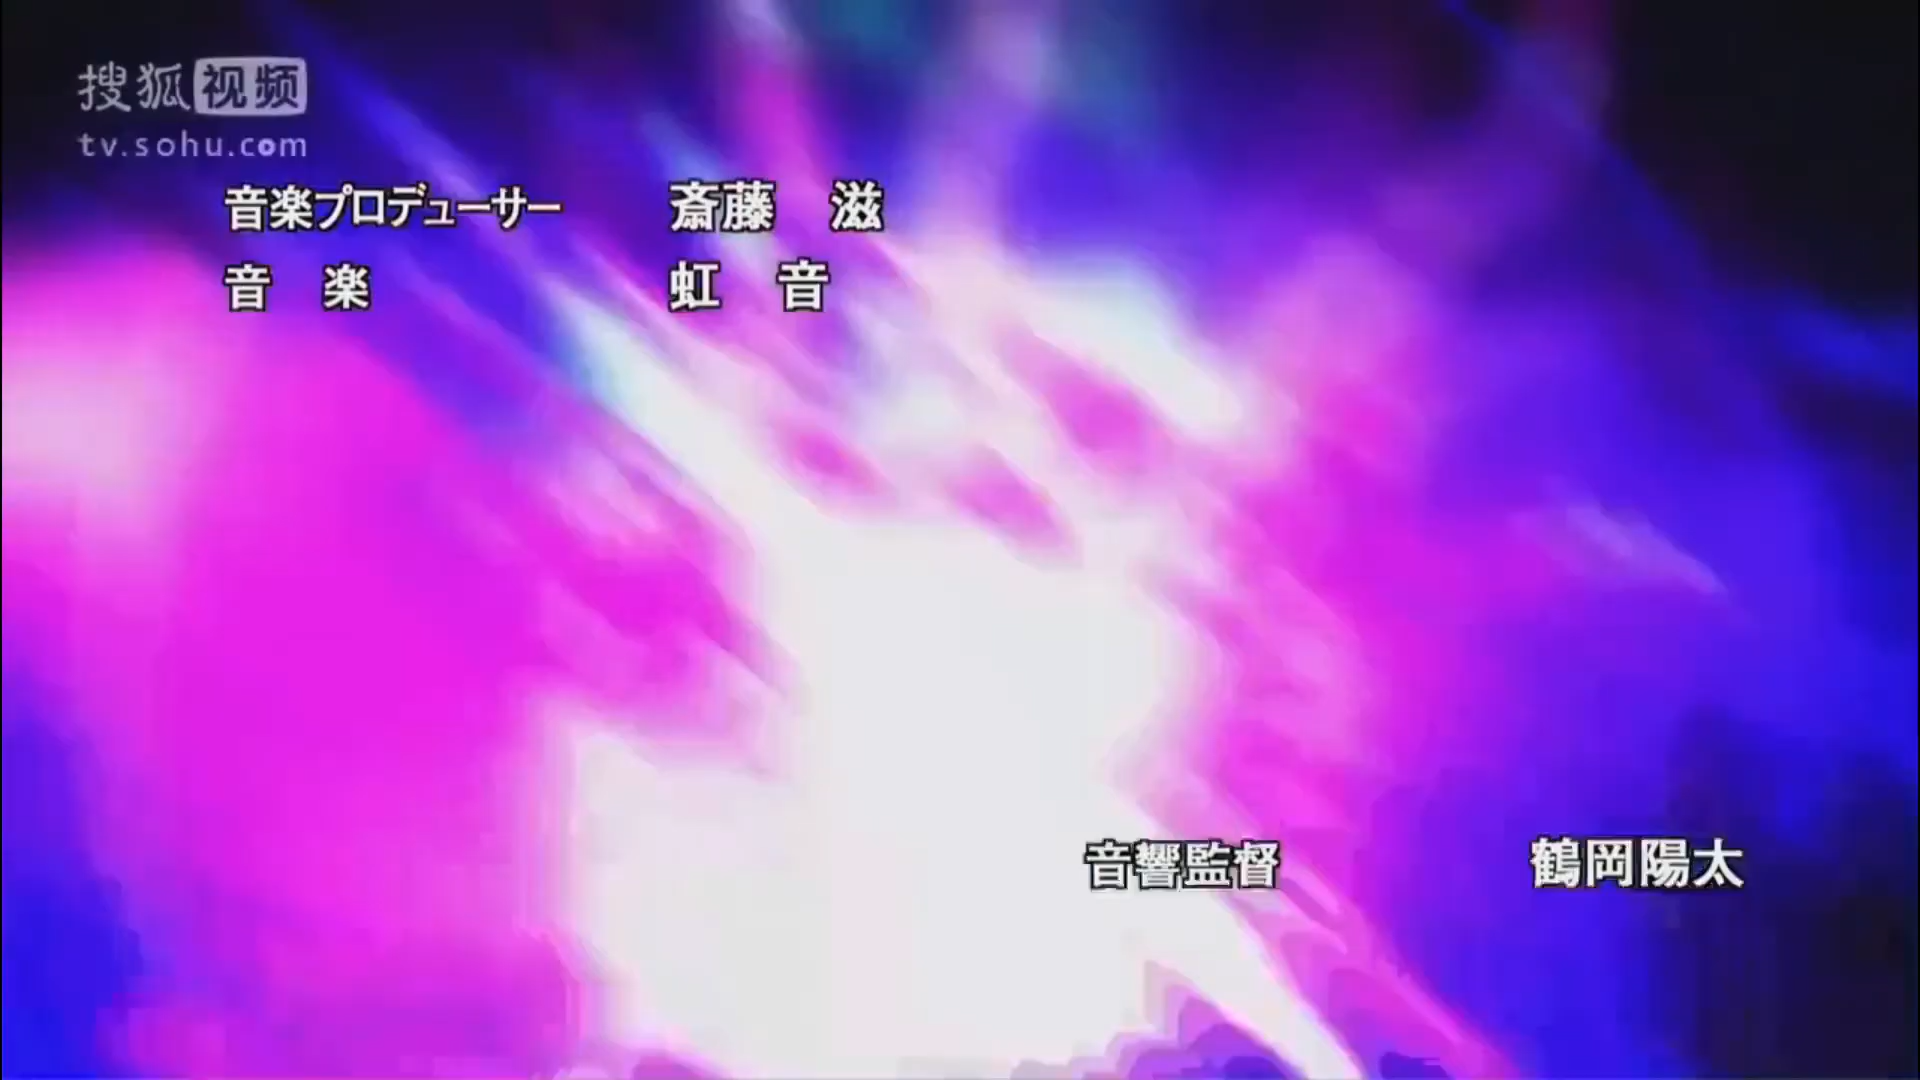 搜狐视频
tv.sohu.com
音楽プロデューサー 斎藤 滋
音 楽 虹 音
音響監督 鶴岡陽太